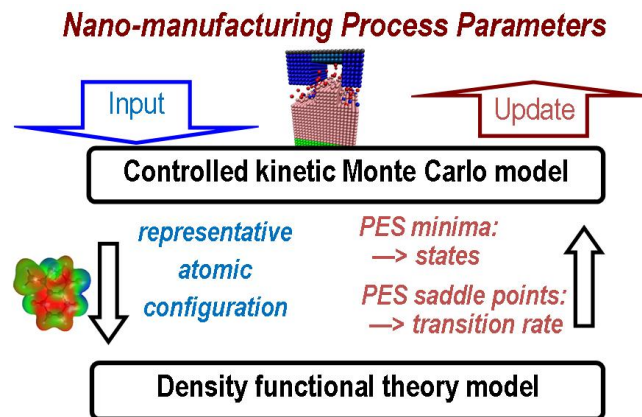 Nano-manufacturing Process Parameters
Input
Update
Controlled kinetic Monte Carlo model
representative
atomic
configuration
PES minima:
—> states
PES saddle points:
—> transition rate
Density functional theory model